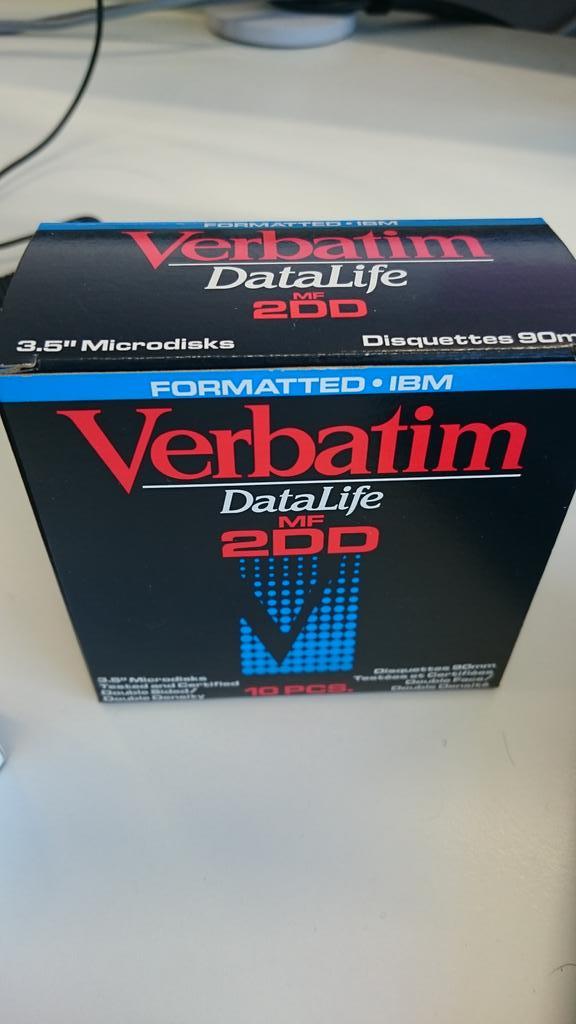 FORMATTED • IBM
Verbatim
DataLife
MF
2DD
3.5" Microdisks
Disquettes 90m
FORMATTED • IBM
Verbatim
DataLife
MF
2DD
3.5" Microdisks
Tested and Certified
Double Sided/
Double Density
10 PCS.
Disquettes 90mm
Testées et Certifiées
Double Face/
Double Densité